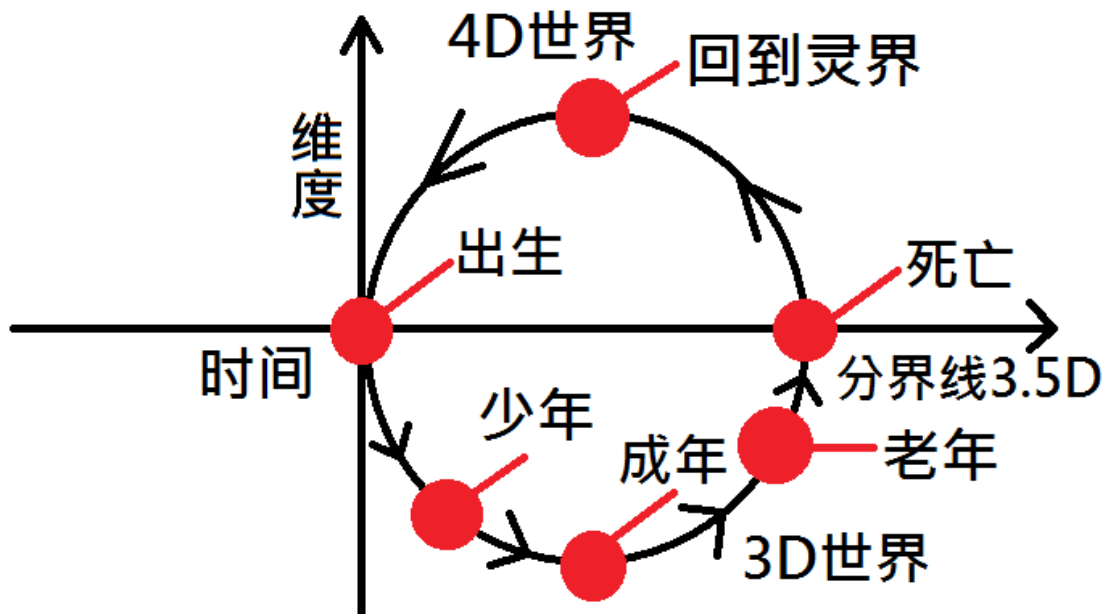 4D世界
回到灵界
维度
出生
死亡
时间
分界线3.5D
少年
成年
老年
3D世界